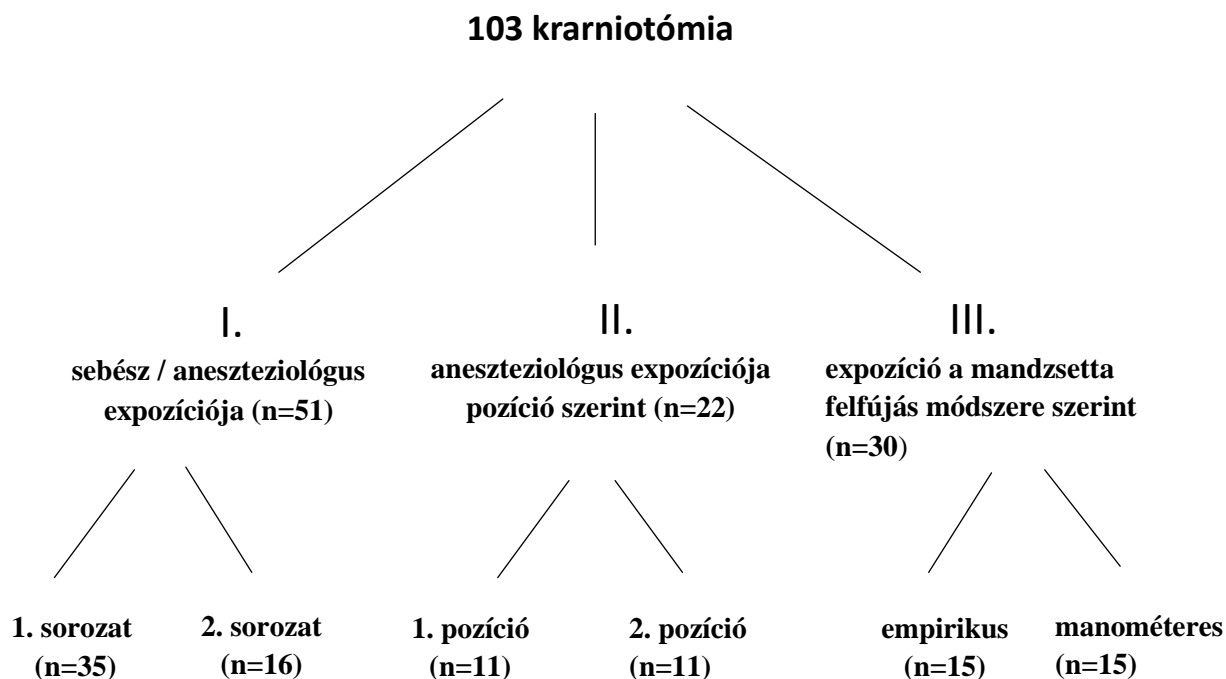 103 krarniotómia
I.
sebész / aneszteziológus
expozíciója (n=51)
II.
aneszteziológus expozíciója
pozíció szerint (n=22)
III.
expozíció a mandzsetta
felfújás módszere szerint
(n=30)
1. sorozat
(n=35)
2. sorozat
(n=16)
1. pozíció
(n=11)
2. pozíció
(n=11)
empirikus
(n=15)
manométeres
(n=15)